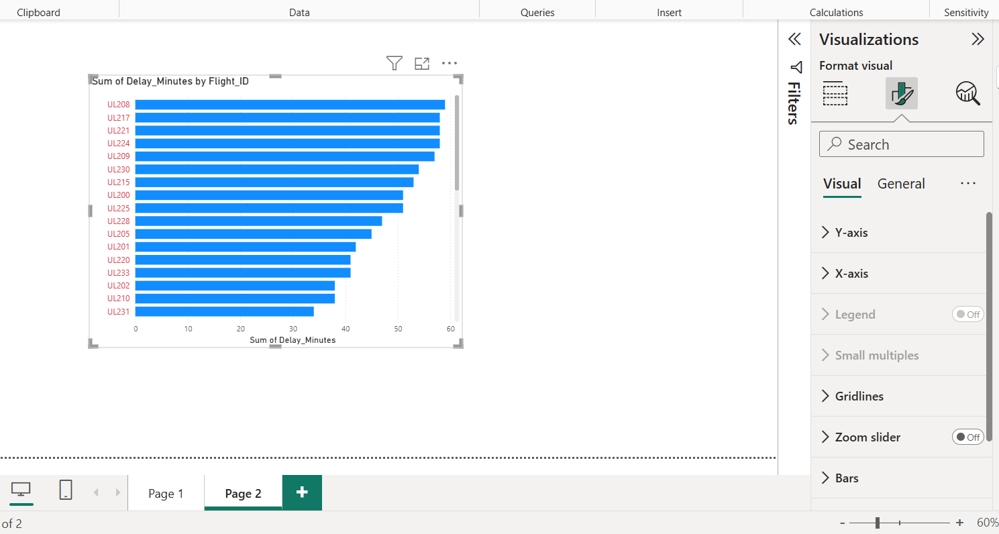 Clipboard
Data
Queries
Insert
Calculations
Sensitivity
Visualizations
Format visual
Filters
Search
Visual General
Y-axis
X-axis
Legend Off
Small multiples
Gridlines
Zoom slider Off
Bars
Sum of Delay_Minutes by Flight_ID
UL208
UL217
UL221
UL224
UL209
UL230
UL215
UL200
UL225
UL228
UL205
UL201
UL220
UL233
UL202
UL210
UL231
0 10 20 30 40 50 60
Sum of Delay_Minutes
Page 1
Page 2
+
of 2
- + 60%